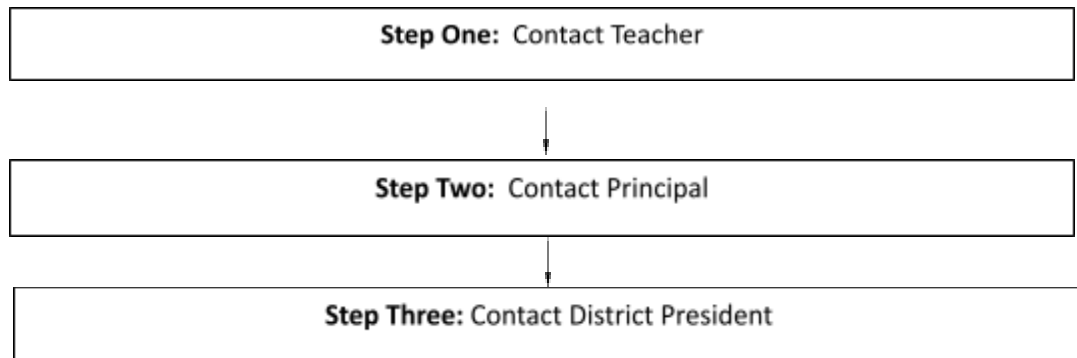 Step One: Contact Teacher
Step Two: Contact Principal
Step Three: Contact District President